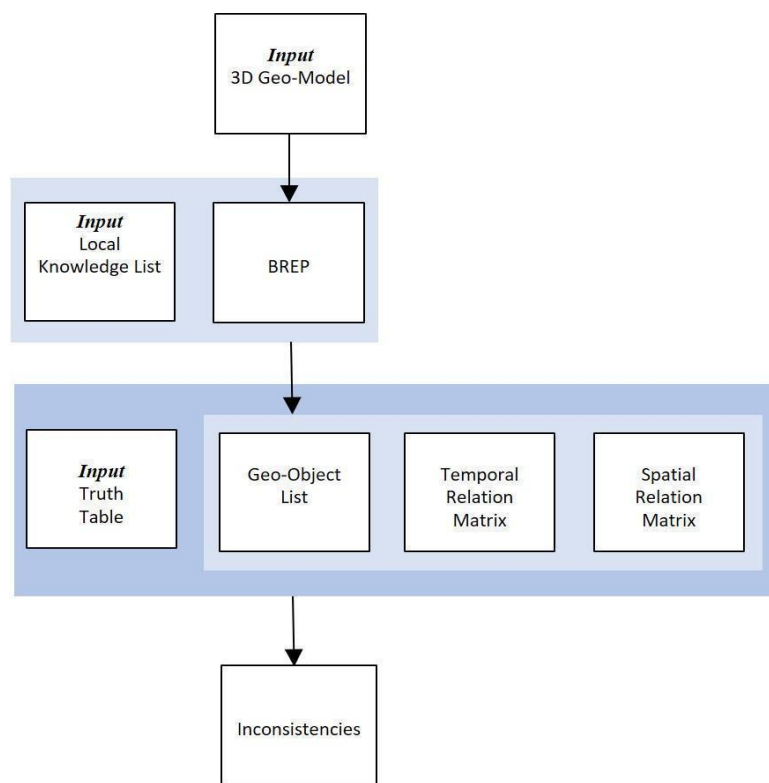 Input
3D Geo-Model
Input
Local
Knowledge List
BREP
Input
Truth
Table
Geo-Object
List
Temporal
Relation
Matrix
Spatial
Relation
Matrix
Inconsistencies